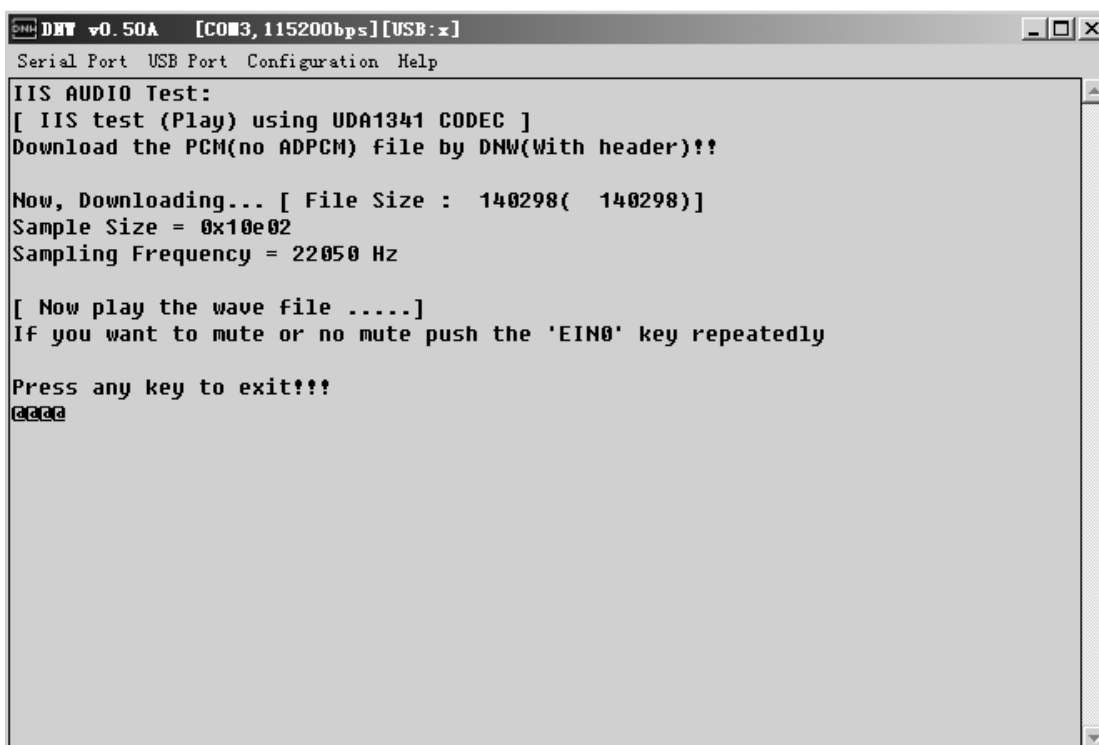 DNW v0.50A [COM3,115200bps][USB:x]
Serial Port USB Port Configuration Help
IIS AUDIO Test:
[ IIS test (Play) using UDA1341 CODEC ]
Download the PCM(no ADPCM) file by DNW(With header)!!
Now, Downloading... [ File Size :  140298(  140298)]
Sample Size = 0x10e02
Sampling Frequency = 22050 Hz
[ Now play the wave file .....]
If you want to mute or no mute push the 'EIN0' key repeatedly
Press any key to exit!!!
@@@@